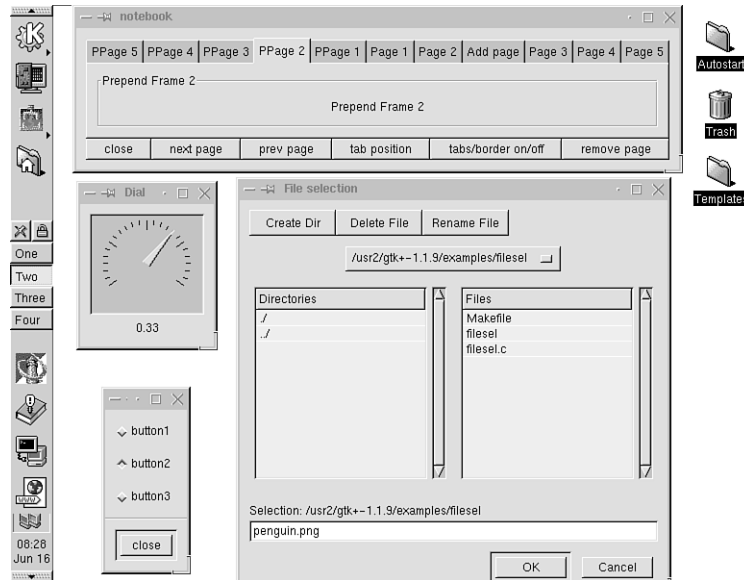 notebook
PPage 5 PPage 4 PPage 3 PPage 2 PPage 1 Page 1 Page 2 Add page Page 3 Page 4 Page 5
Prepend Frame 2
Prepend Frame 2
close next page prev page tab position tabs/border on/off remove page
Autostart
Trash
Templates
Dial
0.33
File selection
Create Dir Delete File Rename File
/usr2/gtk+-1.1.9/examples/filesel
Directories Files
./ Makefile
../ filesel
filesel.c
Selection: /usr2/gtk+-1.1.9/examples/filesel
penguin.png
OK Cancel
button1
button2
button3
close
One
Two
Three
Four
WWW
08:28
Jun 16